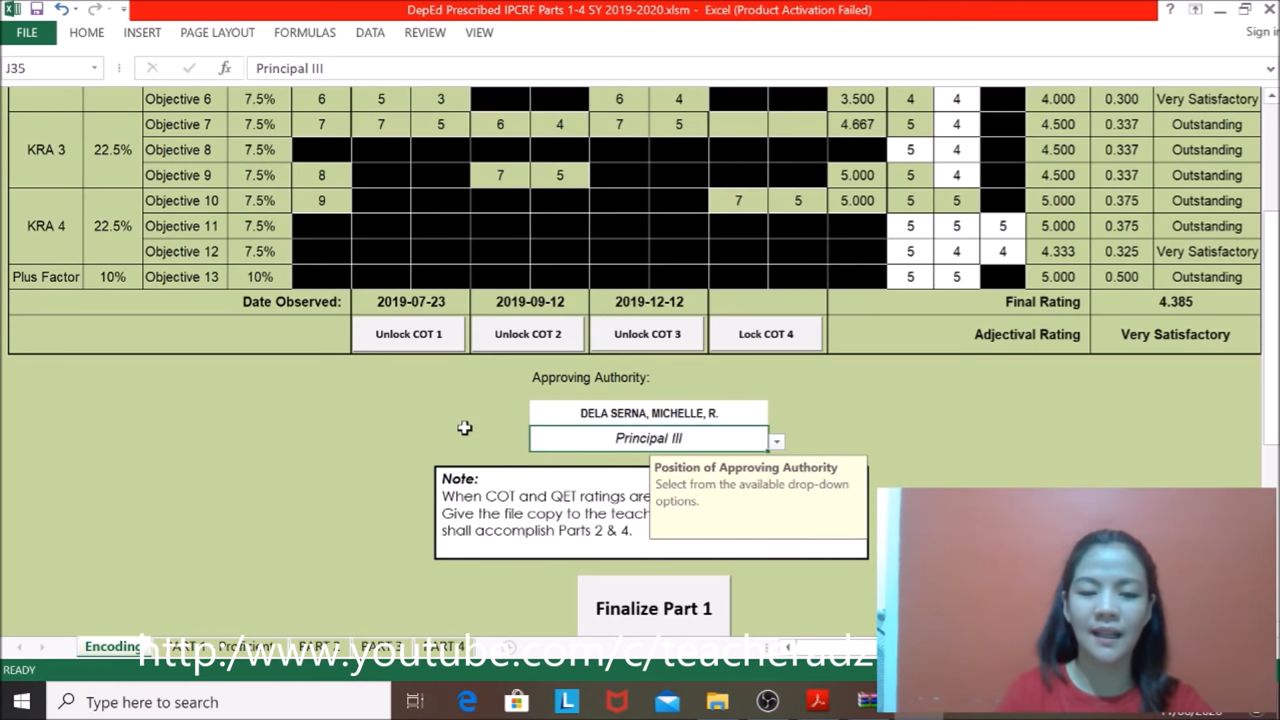 DepEd Prescribed IPCRF Parts 1-4 SY 2019-2020.xlsm - Excel (Product Activation Failed)
FILE HOME INSERT PAGE LAYOUT FORMULAS DATA REVIEW VIEW Sign in
J35 fx Principal III
Objective 6 7.5% 6 5 3 6 4 3.500 4 4 4.000 0.300 Very Satisfactory
Objective 7 7.5% 7 7 5 6 4 7 5 4.667 5 4 4.500 0.337 Outstanding
KRA 3 22.5% Objective 8 7.5% 5 4 4.500 0.337 Outstanding
Objective 9 7.5% 8 7 5 5.000 5 4 4.500 0.337 Outstanding
Objective 10 7.5% 9 7 5 5.000 5 5 5.000 0.375 Outstanding
KRA 4 22.5% Objective 11 7.5% 5 5 5 5.000 0.375 Outstanding
Objective 12 7.5% 5 4 4 4.333 0.325 Very Satisfactory
Plus Factor 10% Objective 13 10% 5 5 5.000 0.500 Outstanding
Date Observed: 2019-07-23 2019-09-12 2019-12-12 Final Rating 4.385
Unlock COT 1 Unlock COT 2 Unlock COT 3 Lock COT 4 Adjectival Rating Very Satisfactory
Approving Authority:
DELA SERNA, MICHELLE, R.
Principal III
Position of Approving Authority
Select from the available drop-down
options.
Note:
When COT and QET ratings are
Give the file copy to the teach
shall accomplish Parts 2 & 4.
Finalize Part 1
Encoding PART 1 - Proficient PART 2 PART 3 PART 4
http:/www.youtube.com/c/teacheradz
READY
Type here to search